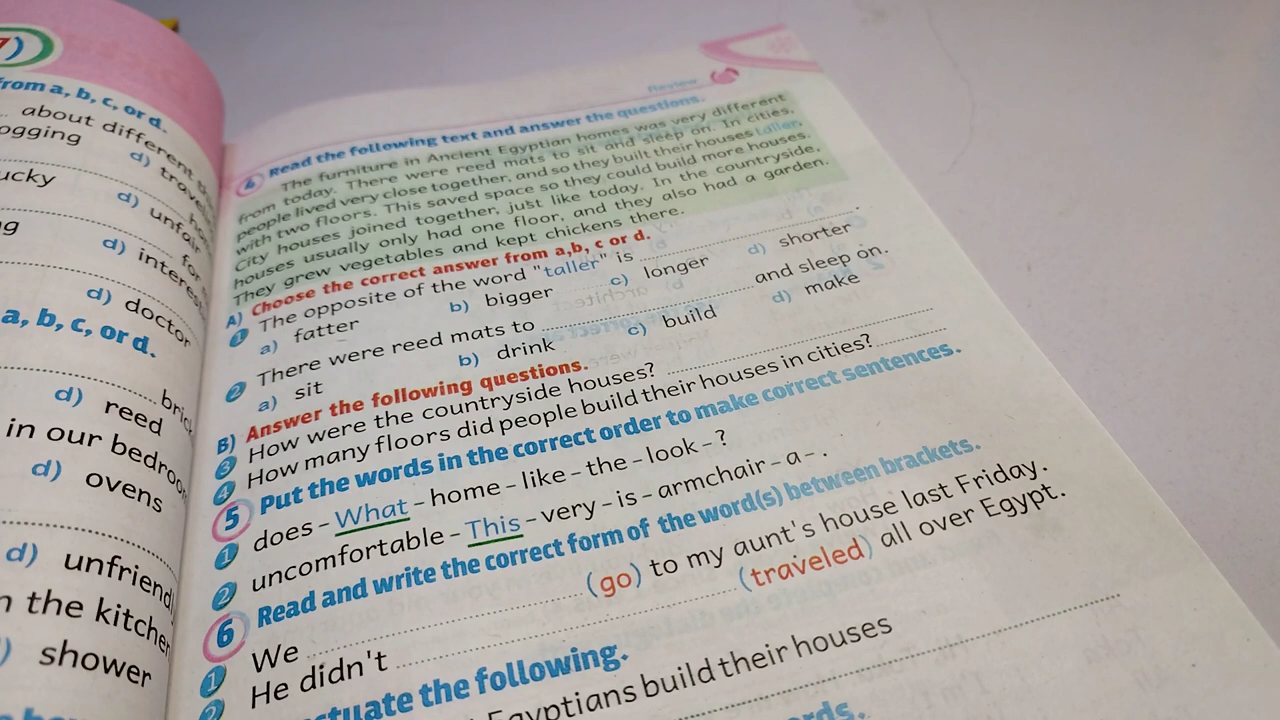 7)
from a, b, c, or d.
about different
ogging
d) trave
ucky
d) unfair
for
g
d) interest
d) doctor
a, b, c, or d.
brick
d) reed
in our bedroo
d) ovens
d) unfriendly
n the kitchen
) shower
Review
4 Read the following text and answer the questions.
The furniture in Ancient Egyptian homes was very different
from today. There were reed mats to sit and sleep on. In cities,
people lived very close together, and so they built their houses taller,
with two floors. This saved space so they could build more houses.
City houses joined together, just like today. In the countryside,
houses usually only had one floor, and they also had a garden.
They grew vegetables and kept chickens there.
A) Choose the correct answer from a,b, c or d.
1 The opposite of the word "taller" is ........
a) fatter b) bigger c) longer d) shorter
2 There were reed mats to ........ and sleep on.
a) sit b) drink c) build d) make
B) Answer the following questions.
3 How were the countryside houses? ........
4 How many floors did people build their houses in cities? ........
5 Put the words in the correct order to make correct sentences.
1 does – What – home – like – the – look – ?
2 uncomfortable – This – very – is – armchair – a – .
6 Read and write the correct form of the word(s) between brackets.
1 We ........ (go) to my aunt's house last Friday.
2 He didn't ........ (traveled) all over Egypt.
ctuate the following.
Egyptians build their houses ........
rds.